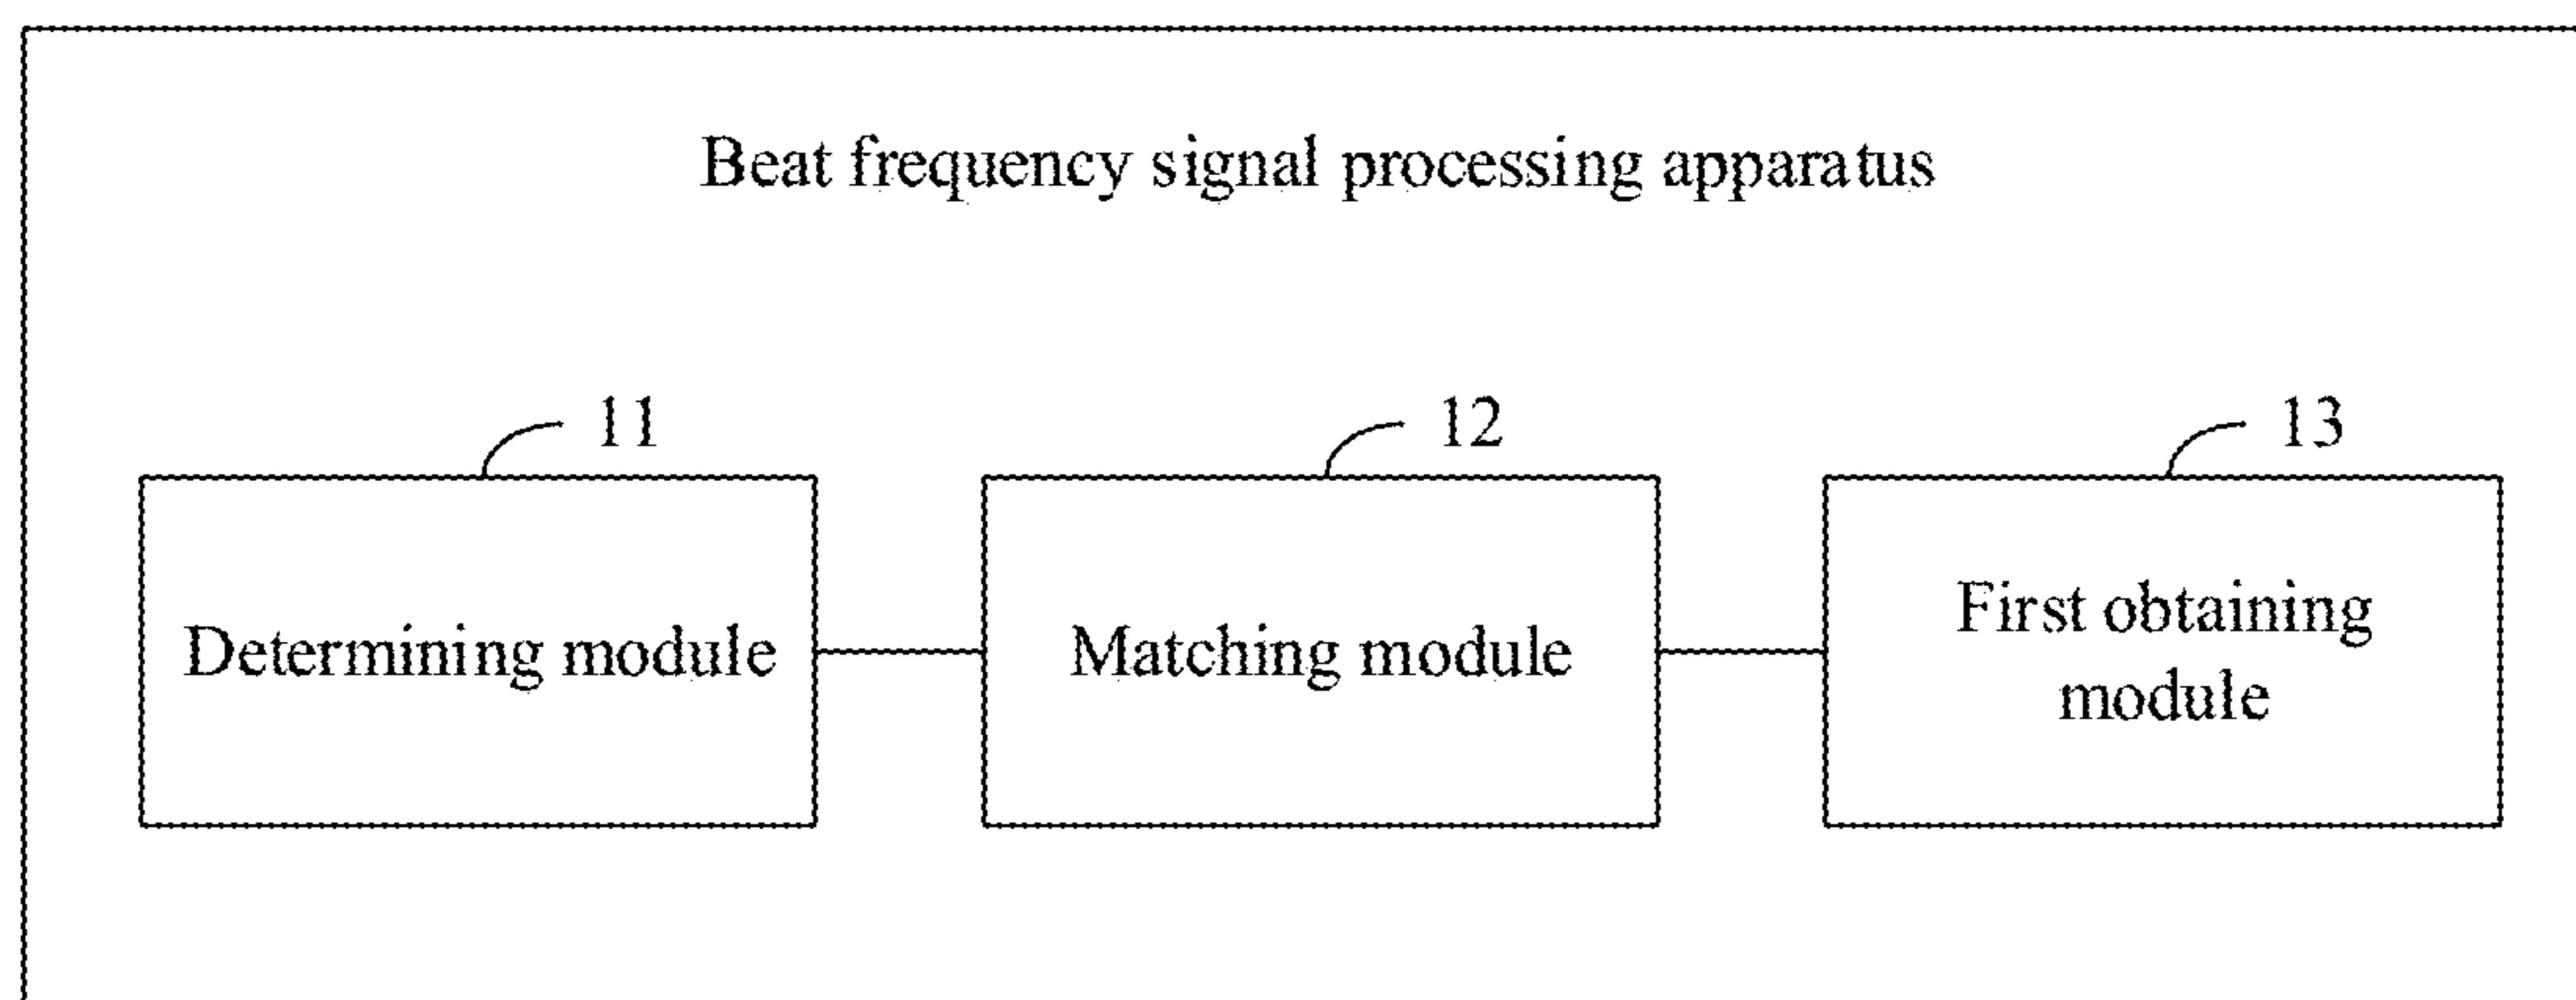 Beat frequency signal processing apparatus
11
12
13
Determining module
Matching module
First obtaining
module